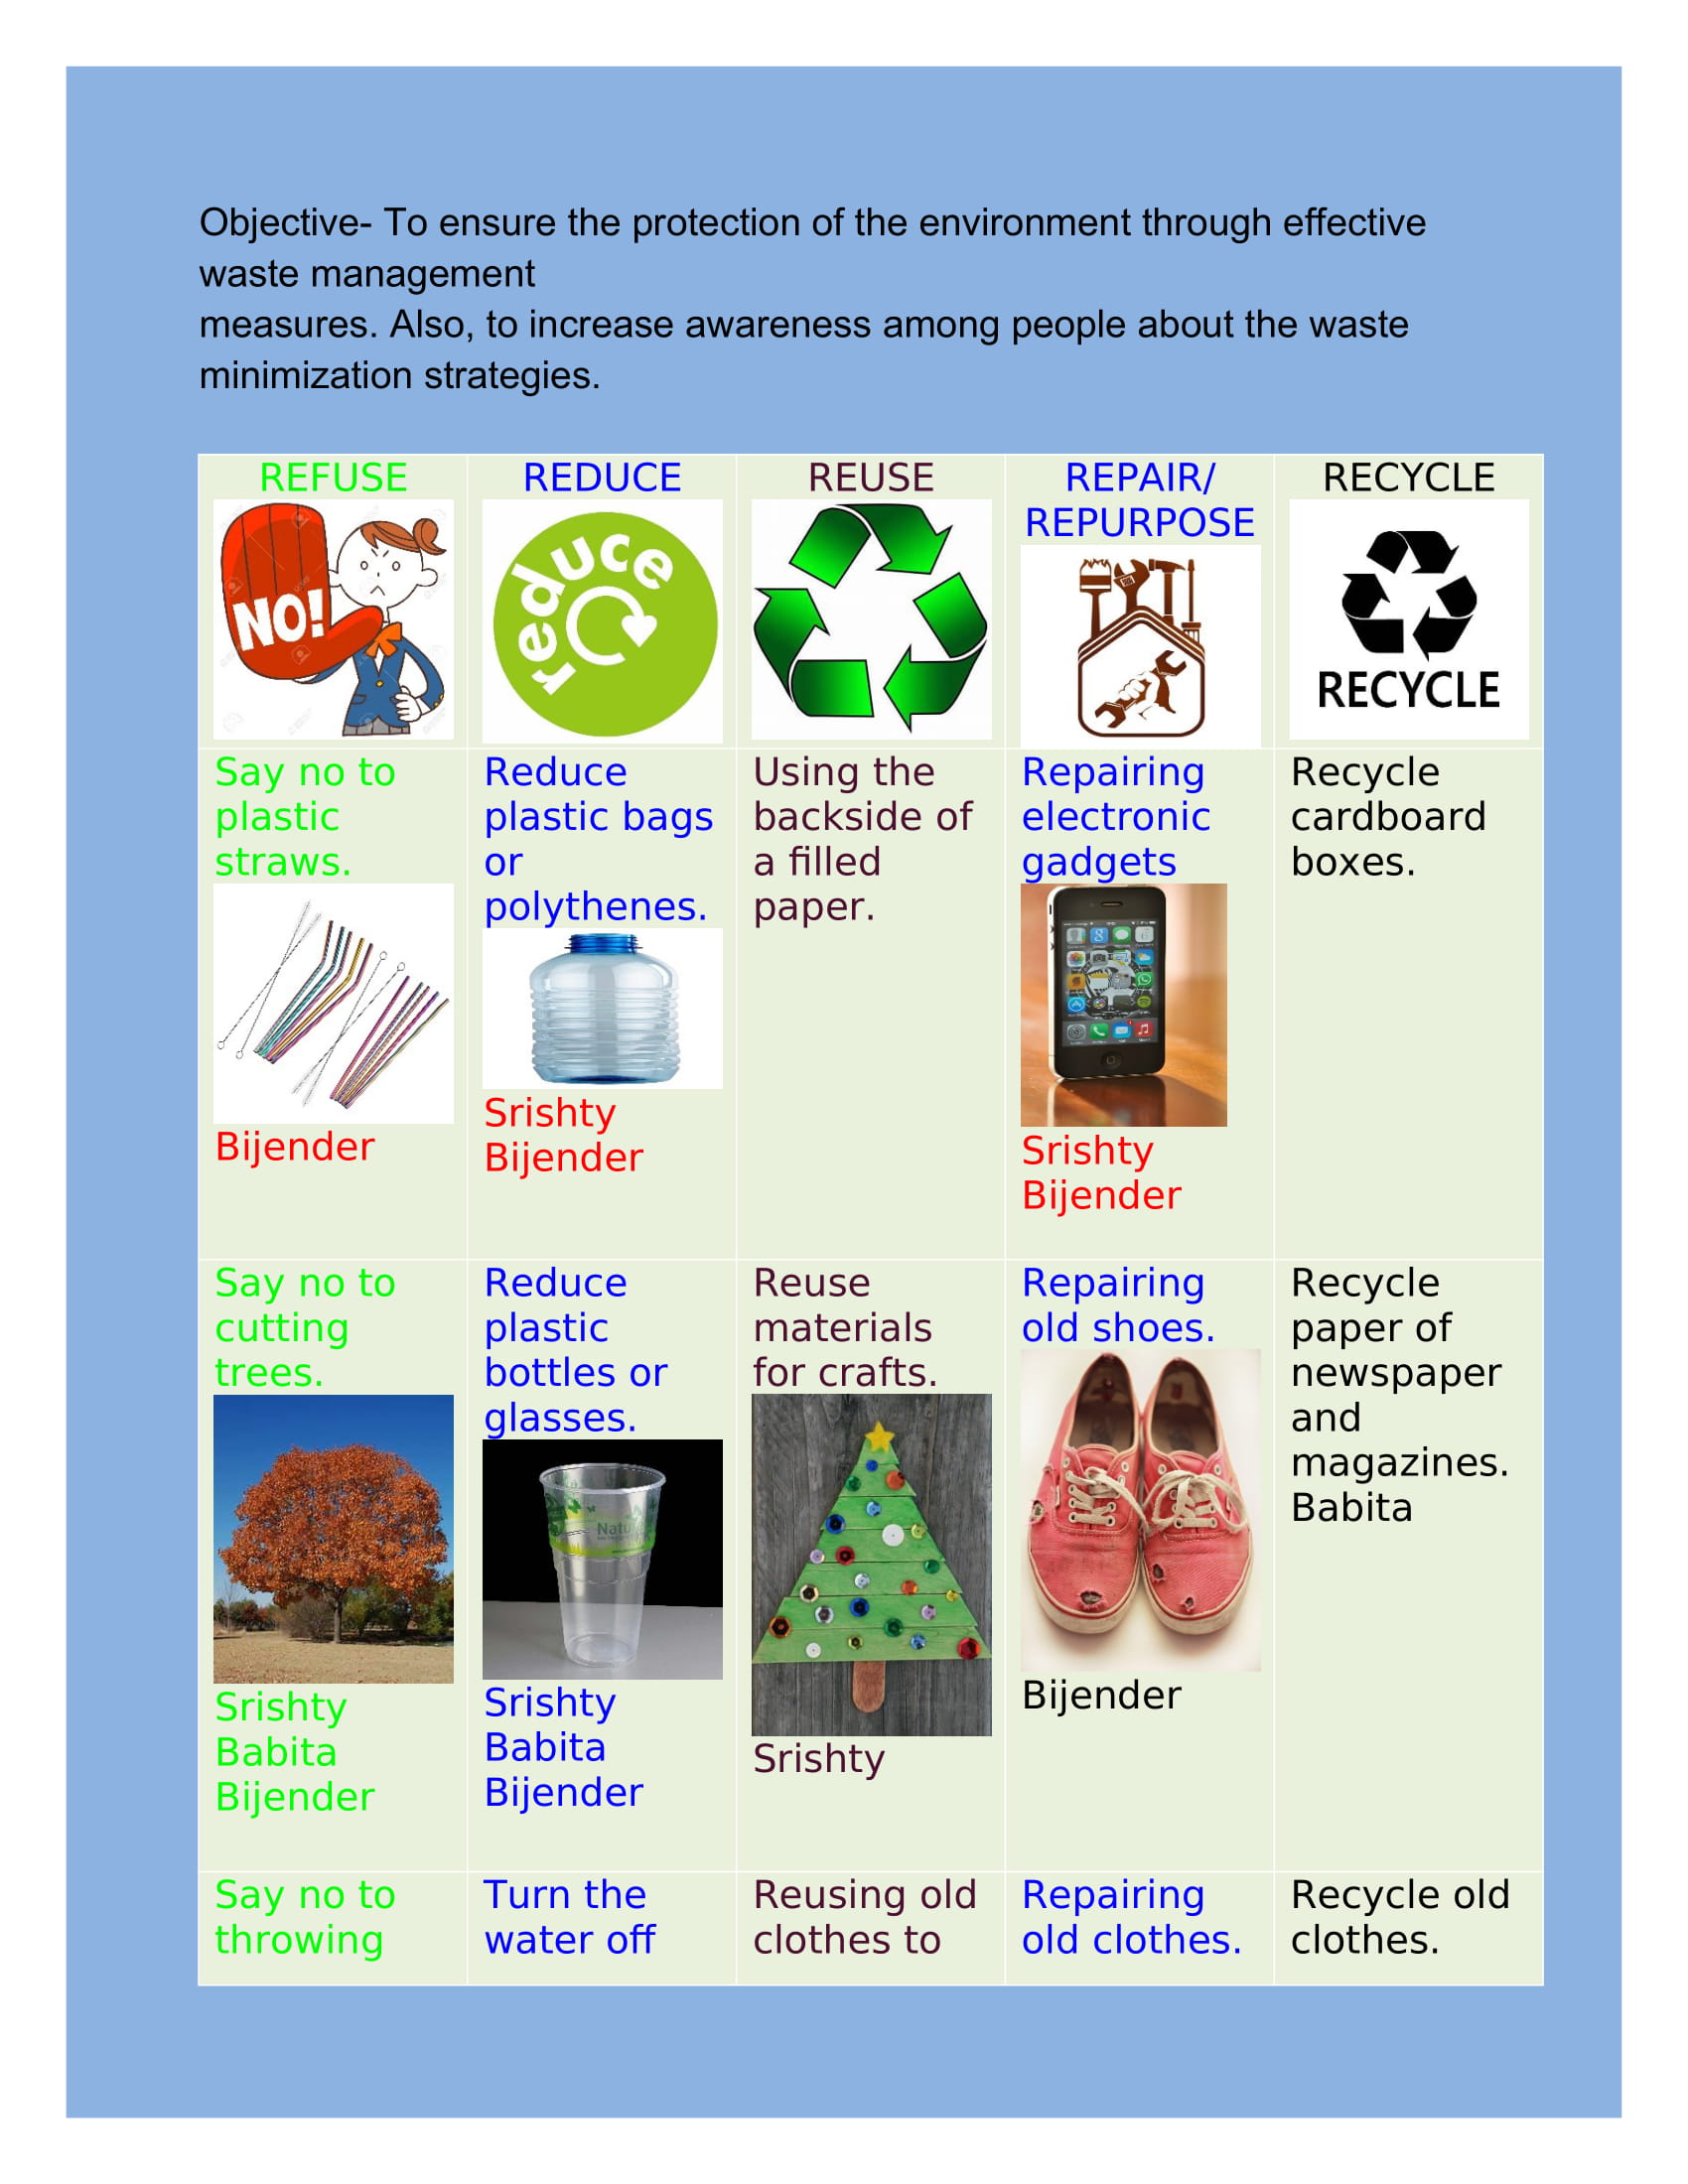 Objective- To ensure the protection of the environment through effective
waste management
measures. Also, to increase awareness among people about the waste
minimization strategies.
REFUSE
NO!
REDUCE
reduce
REUSE
REPAIR/
REPURPOSE
RECYCLE
RECYCLE
Say no to
plastic
straws.
Bijender
Reduce
plastic bags
or
polythenes.
Srishty
Bijender
Using the
backside of
a filled
paper.
Repairing
electronic
gadgets
Srishty
Bijender
Recycle
cardboard
boxes.
Say no to
cutting
trees.
Srishty
Babita
Bijender
Reduce
plastic
bottles or
glasses.
Srishty
Babita
Bijender
Reuse
materials
for crafts.
Srishty
Repairing
old shoes.
Bijender
Recycle
paper of
newspaper
and
magazines.
Babita
Say no to
throwing
Turn the
water off
Reusing old
clothes to
Repairing
old clothes.
Recycle old
clothes.